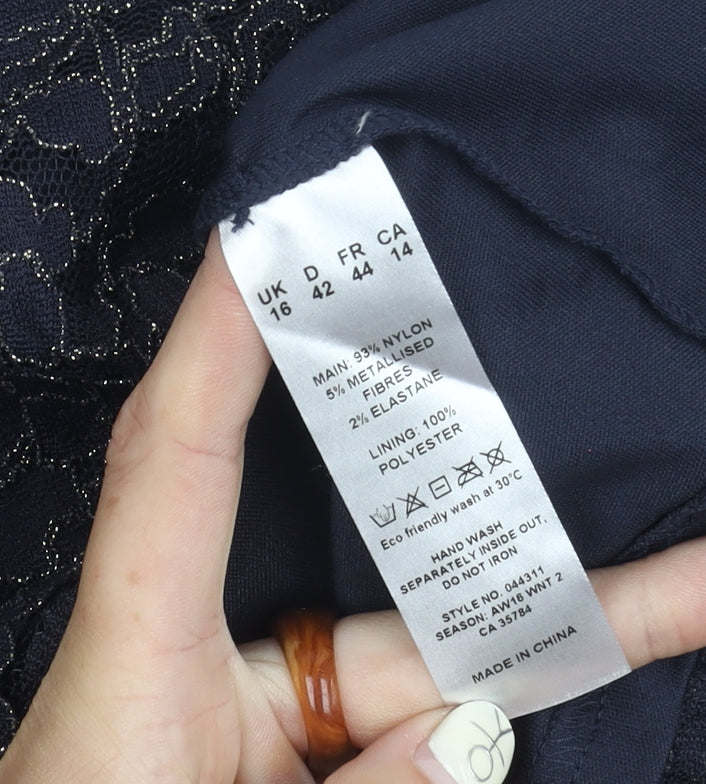 UK D FR CA
16 42 44 14
MAIN: 93% NYLON
5% METALLISED
FIBRES
2% ELASTANE
LINING: 100%
POLYESTER
Eco friendly wash at 30°C
HAND WASH
SEPARATELY INSIDE OUT,
DO NOT IRON
STYLE NO. 044311
SEASON: AW16 WNT 2
CA 35784
MADE IN CHINA